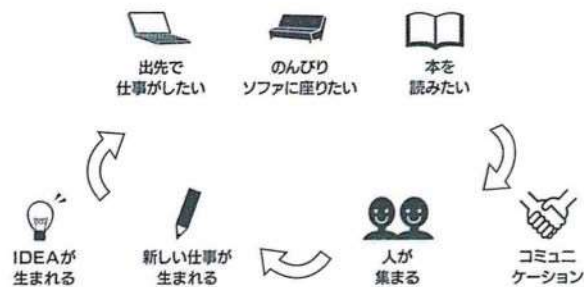 出先で
仕事がしたい
のんびり
ソファに座りたい
本を
読みたい
IDEAが
生まれる
新しい仕事が
生まれる
人が
集まる
コミュニ
ケーション